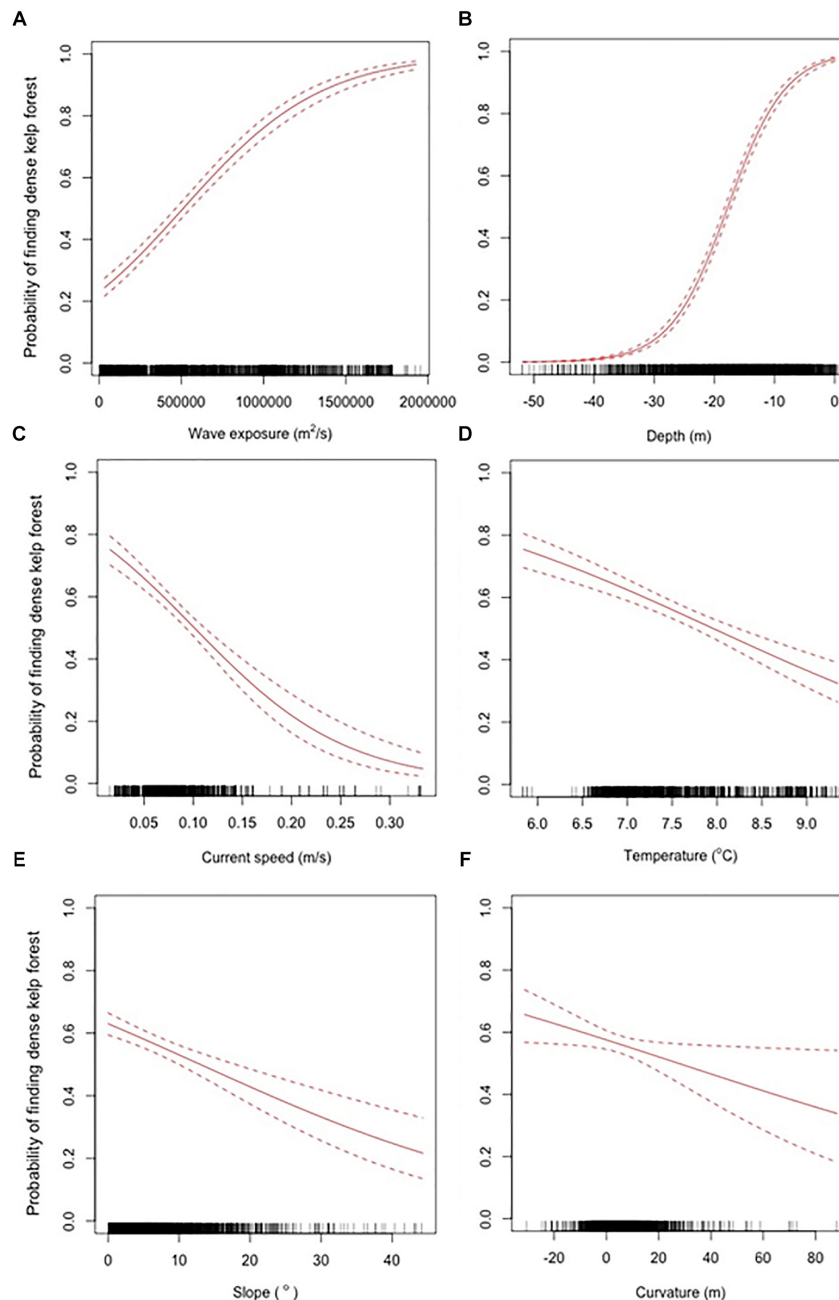 A
Probability of finding dense kelp forest
1.0
0.8
0.6
0.4
0.2
0.0
0 500000 1000000 1500000 2000000
Wave exposure (m²/s)
B
1.0
0.8
0.6
0.4
0.2
0.0
-50 -40 -30 -20 -10 0
Depth (m)
C
Probability of finding dense kelp forest
1.0
0.8
0.6
0.4
0.2
0.0
0.05 0.10 0.15 0.20 0.25 0.30
Current speed (m/s)
D
1.0
0.8
0.6
0.4
0.2
0.0
6.0 6.5 7.0 7.5 8.0 8.5 9.0
Temperature (°C)
E
Probability of finding dense kelp forest
1.0
0.8
0.6
0.4
0.2
0.0
0 10 20 30 40
Slope (°)
F
1.0
0.8
0.6
0.4
0.2
0.0
-20 0 20 40 60 80
Curvature (m)